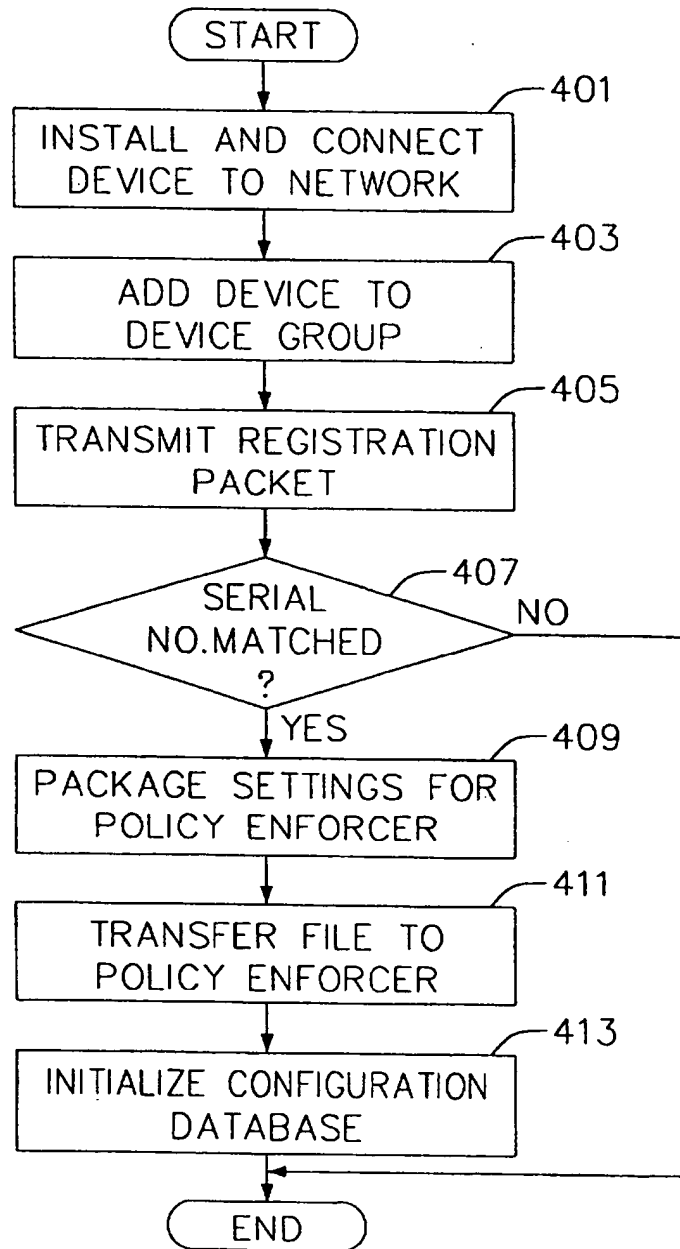 START
401
INSTALL AND CONNECT
DEVICE TO NETWORK
403
ADD DEVICE TO
DEVICE GROUP
405
TRANSMIT REGISTRATION
PACKET
407
SERIAL
NO.MATCHED
?
NO
YES
409
PACKAGE SETTINGS FOR
POLICY ENFORCER
411
TRANSFER FILE TO
POLICY ENFORCER
413
INITIALIZE CONFIGURATION
DATABASE
END